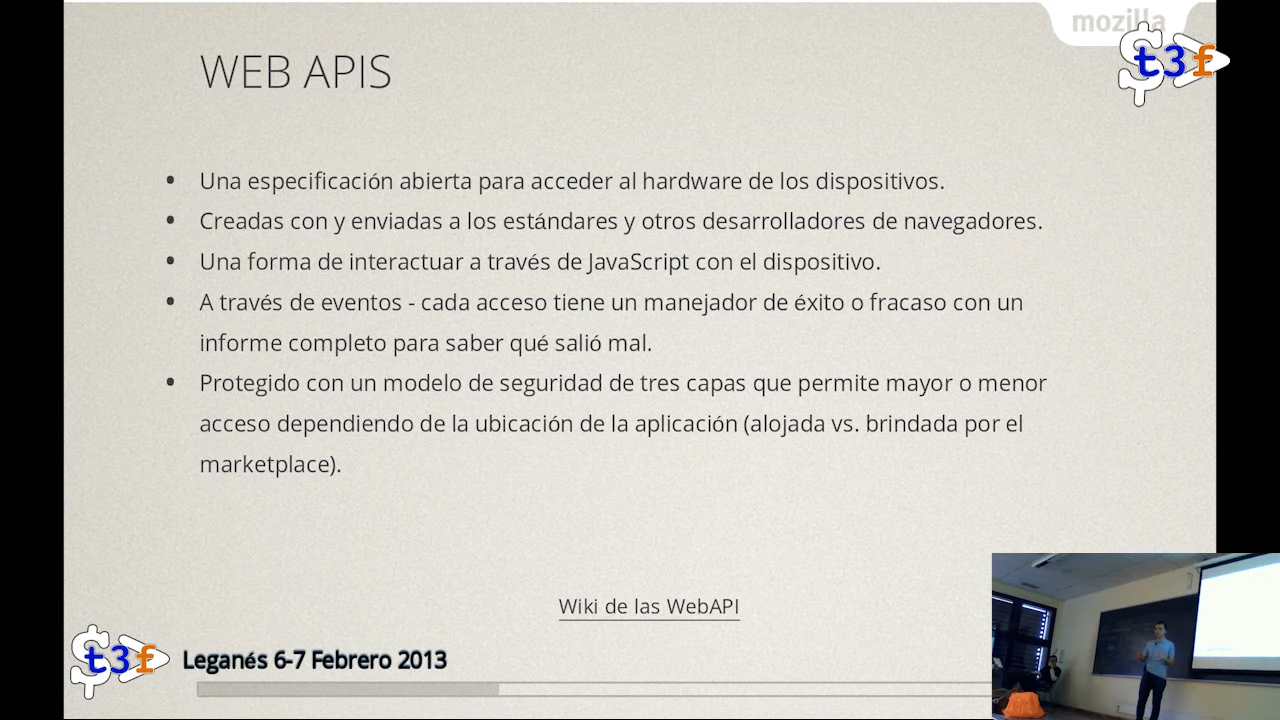 mozilla
t3f
WEB APIS
• Una especificación abierta para acceder al hardware de los dispositivos.
• Creadas con y enviadas a los estándares y otros desarrolladores de navegadores.
• Una forma de interactuar a través de JavaScript con el dispositivo.
• A través de eventos - cada acceso tiene un manejador de éxito o fracaso con un
informe completo para saber qué salió mal.
• Protegido con un modelo de seguridad de tres capas que permite mayor o menor
acceso dependiendo de la ubicación de la aplicación (alojada vs. brindada por el
marketplace).
Wiki de las WebAPI
t3f
Leganés 6-7 Febrero 2013